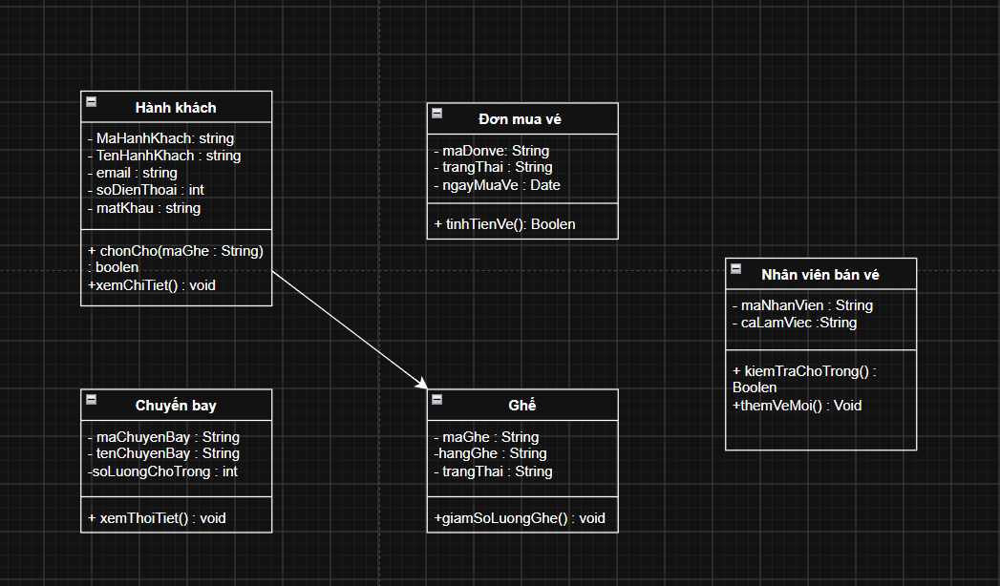 Hành khách
- MaHanhKhach: string
- TenHanhKhach : string
- email : string
- soDienThoai : int
- matKhau : string
+ chonCho(maGhe : String)
: boolen
+xemChiTiet() : void
Đơn mua vé
- maDonve: String
- trangThai : String
- ngayMuaVe : Date
+ tinhTienVe(): Boolen
Nhân viên bán vé
- maNhanVien : String
- caLamViec :String
+ kiemTraChoTrong() :
Boolen
+themVeMoi() : Void
Chuyến bay
- maChuyenBay : String
- tenChuyenBay : String
-soLuongChoTrong : int
+ xemThoiTiet() : void
Ghế
- maGhe : String
-hangGhe : String
- trangThai : String
+giamSoLuongGhe() : void